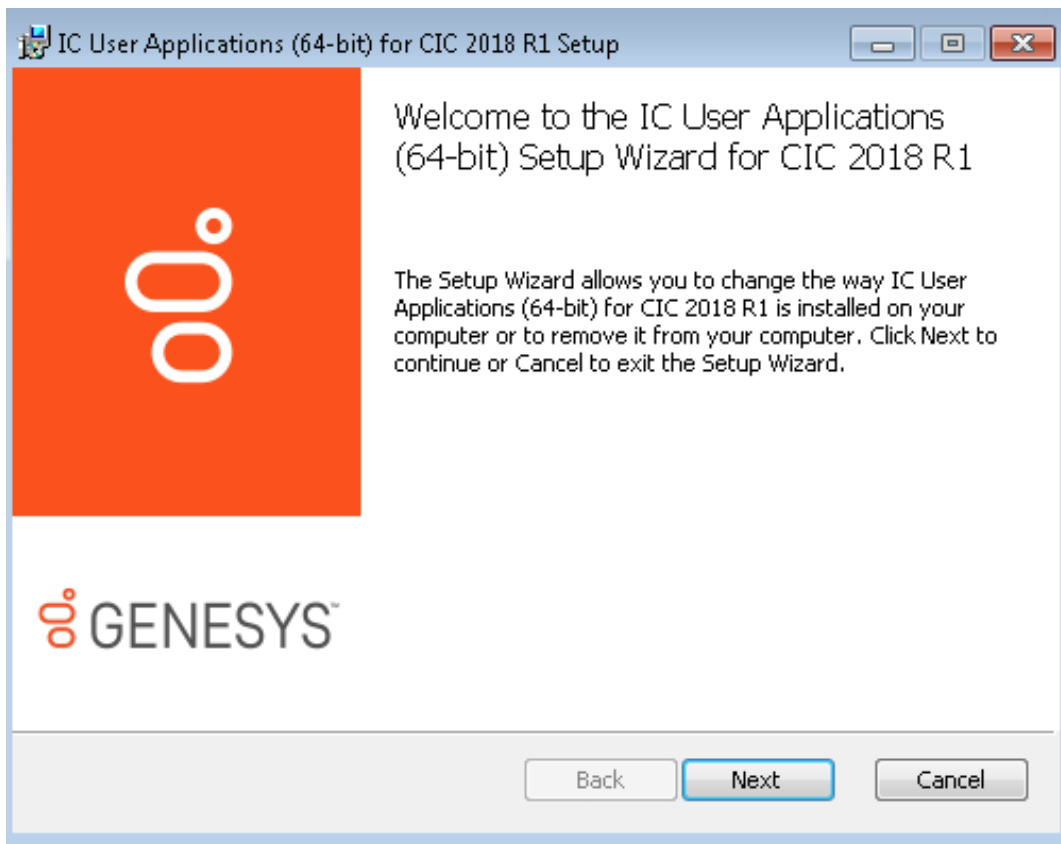 IC User Applications (64-bit) for CIC 2018 R1 Setup
Welcome to the IC User Applications
(64-bit) Setup Wizard for CIC 2018 R1
The Setup Wizard allows you to change the way IC User
Applications (64-bit) for CIC 2018 R1 is installed on your
computer or to remove it from your computer. Click Next to
continue or Cancel to exit the Setup Wizard.
GENESYS™
Back
Next
Cancel